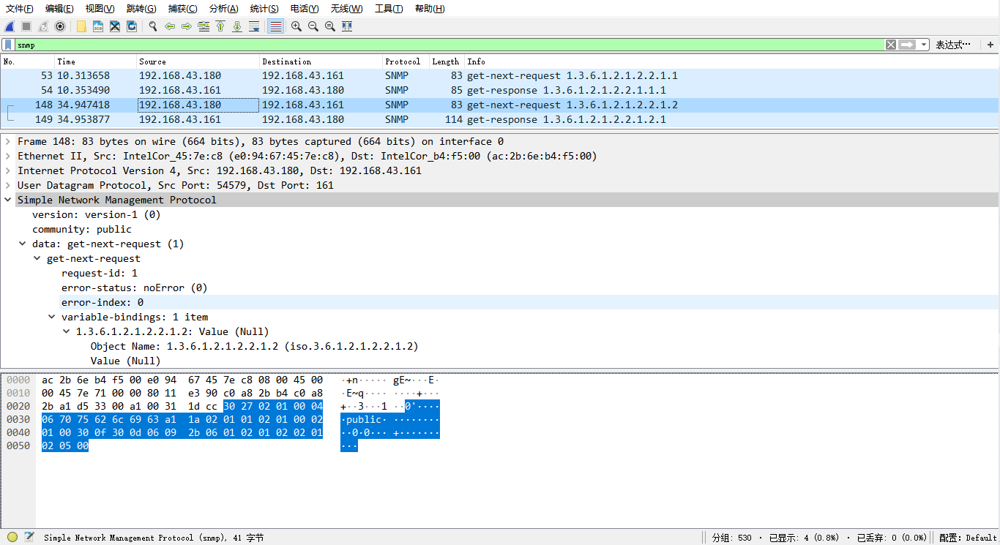 文件(F) 编辑(E) 视图(V) 跳转(G) 捕获(C) 分析(A) 统计(S) 电话(Y) 无线(W) 工具(T) 帮助(H)
snmp 表达式… +
No. Time Source Destination Protocol Length Info
53 10.313658 192.168.43.180 192.168.43.161 SNMP 83 get-next-request 1.3.6.1.2.1.2.2.1.1
54 10.353490 192.168.43.161 192.168.43.180 SNMP 85 get-response 1.3.6.1.2.1.2.2.1.1.1
148 34.947418 192.168.43.180 192.168.43.161 SNMP 83 get-next-request 1.3.6.1.2.1.2.2.1.2
149 34.953877 192.168.43.161 192.168.43.180 SNMP 114 get-response 1.3.6.1.2.1.2.2.1.2.1
Frame 148: 83 bytes on wire (664 bits), 83 bytes captured (664 bits) on interface 0
Ethernet II, Src: IntelCor_45:7e:c8 (e0:94:67:45:7e:c8), Dst: IntelCor_b4:f5:00 (ac:2b:6e:b4:f5:00)
Internet Protocol Version 4, Src: 192.168.43.180, Dst: 192.168.43.161
User Datagram Protocol, Src Port: 54579, Dst Port: 161
Simple Network Management Protocol
version: version-1 (0)
community: public
data: get-next-request (1)
get-next-request
request-id: 1
error-status: noError (0)
error-index: 0
variable-bindings: 1 item
1.3.6.1.2.1.2.2.1.2: Value (Null)
Object Name: 1.3.6.1.2.1.2.2.1.2 (iso.3.6.1.2.1.2.2.1.2)
Value (Null)
0000 ac 2b 6e b4 f5 00 e0 94 67 45 7e c8 08 00 45 00 ·+n····· gE~···E·
0010 00 45 7e 71 00 00 80 11 e3 90 c0 a8 2b b4 c0 a8 ·E~q···· ····+···
0020 2b a1 d5 33 00 a1 00 31 1d cc 30 27 02 01 00 04 +··3···1 ··0'····
0030 06 70 75 62 6c 69 63 a1 1a 02 01 01 02 01 00 02 ·public· ········
0040 01 00 30 0f 30 0d 06 09 2b 06 01 02 01 02 02 01 ··0·0··· +·······
0050 02 05 00 ···
Simple Network Management Protocol (snmp), 41 字节 分组: 530 · 已显示: 4 (0.8%) · 已丢弃: 0 (0.0%) 配置: Default